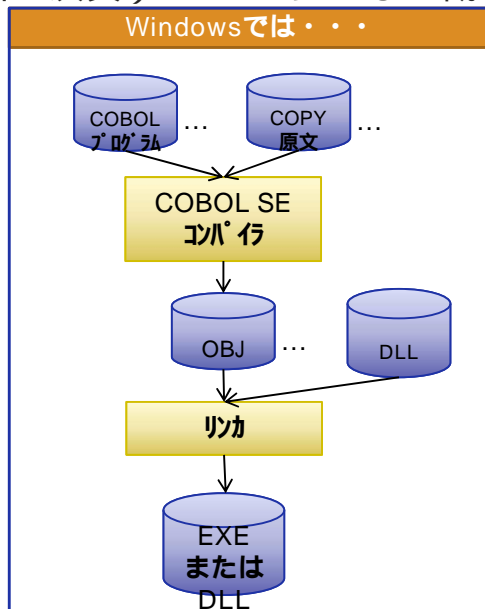 Windowsでは・・・
COBOL
ﾌﾟﾛｸﾞﾗﾑ
…
COPY
原文
…
COBOL SE
ｺﾝﾊﾟｲﾗ
OBJ
…
DLL
ﾘﾝｶ
EXE
または
DLL